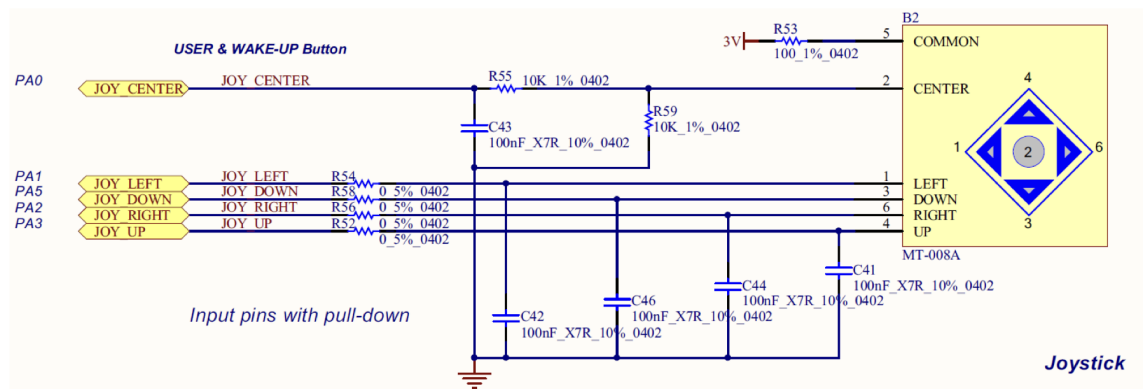 B2
USER & WAKE-UP Button
R53
3V
100_1%_0402
5 COMMON
PA0 JOY_CENTER JOY_CENTER
R55 10K_1%_0402
2 CENTER
R59
10K_1%_0402
C43
100nF_X7R_10%_0402
4
1 2 6
3
PA1 JOY_LEFT JOY_LEFT R54 1 LEFT
PA5 JOY_DOWN JOY_DOWN R58 0_5%_0402 3 DOWN
PA2 JOY_RIGHT JOY_RIGHT R56 0_5%_0402 6 RIGHT
PA3 JOY_UP JOY_UP R52 0_5%_0402 4 UP
0_5%_0402
MT-008A
C41
100nF_X7R_10%_0402
C44
100nF_X7R_10%_0402
C46
100nF_X7R_10%_0402
C42
100nF_X7R_10%_0402
Input pins with pull-down
Joystick